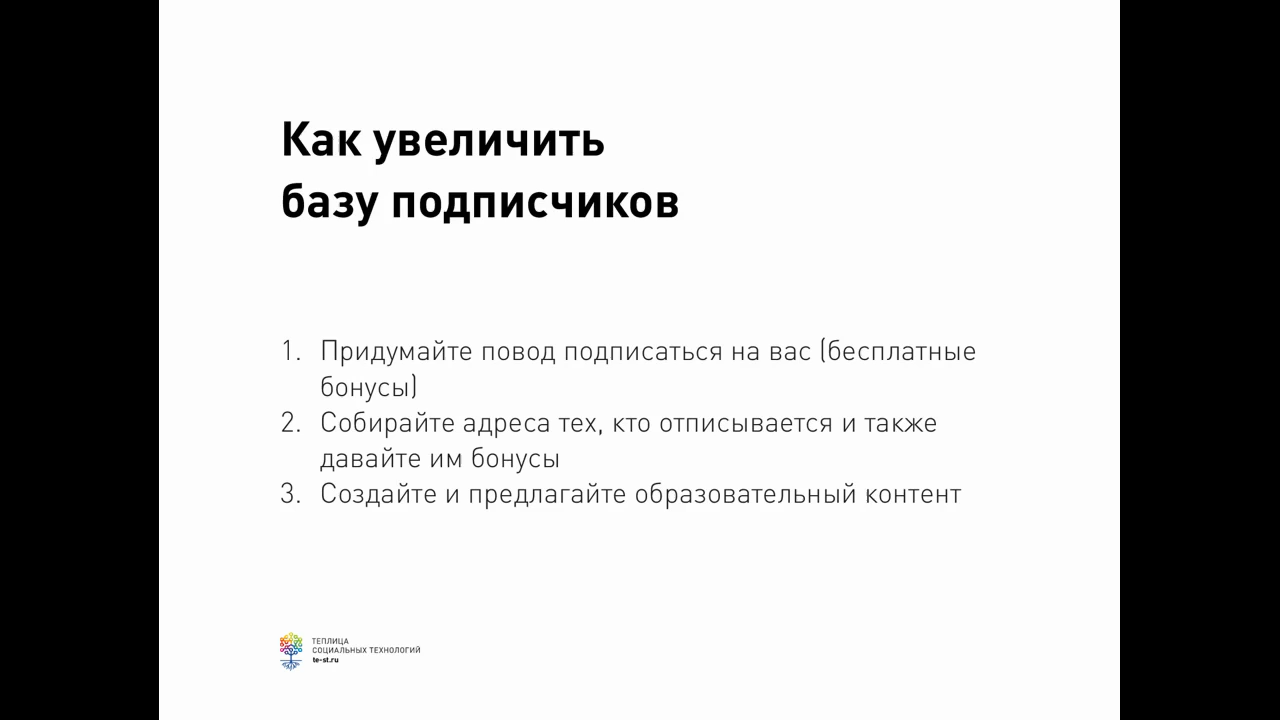 Как увеличить
базу подписчиков
1. Придумайте повод подписаться на вас (бесплатные
бонусы)
2. Собирайте адреса тех, кто отписывается и также
давайте им бонусы
3. Создайте и предлагайте образовательный контент
ТЕПЛИЦА
СОЦИАЛЬНЫХ ТЕХНОЛОГИЙ
te-st.ru